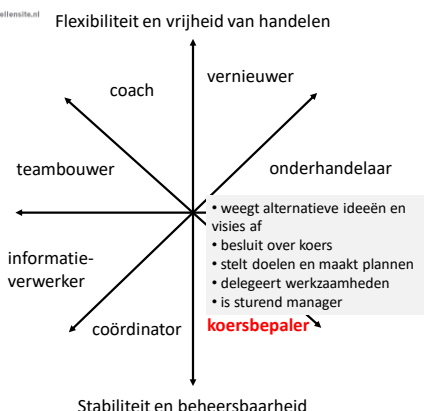 ellensite.nl
Flexibiliteit en vrijheid van handelen
coach
vernieuwer
teambouwer
onderhandelaar
• weegt alternatieve ideeën en
visies af
• besluit over koers
• stelt doelen en maakt plannen
• delegeert werkzaamheden
• is sturend manager
informatie-
verwerker
coördinator
koersbepaler
Stabiliteit en beheersbaarheid